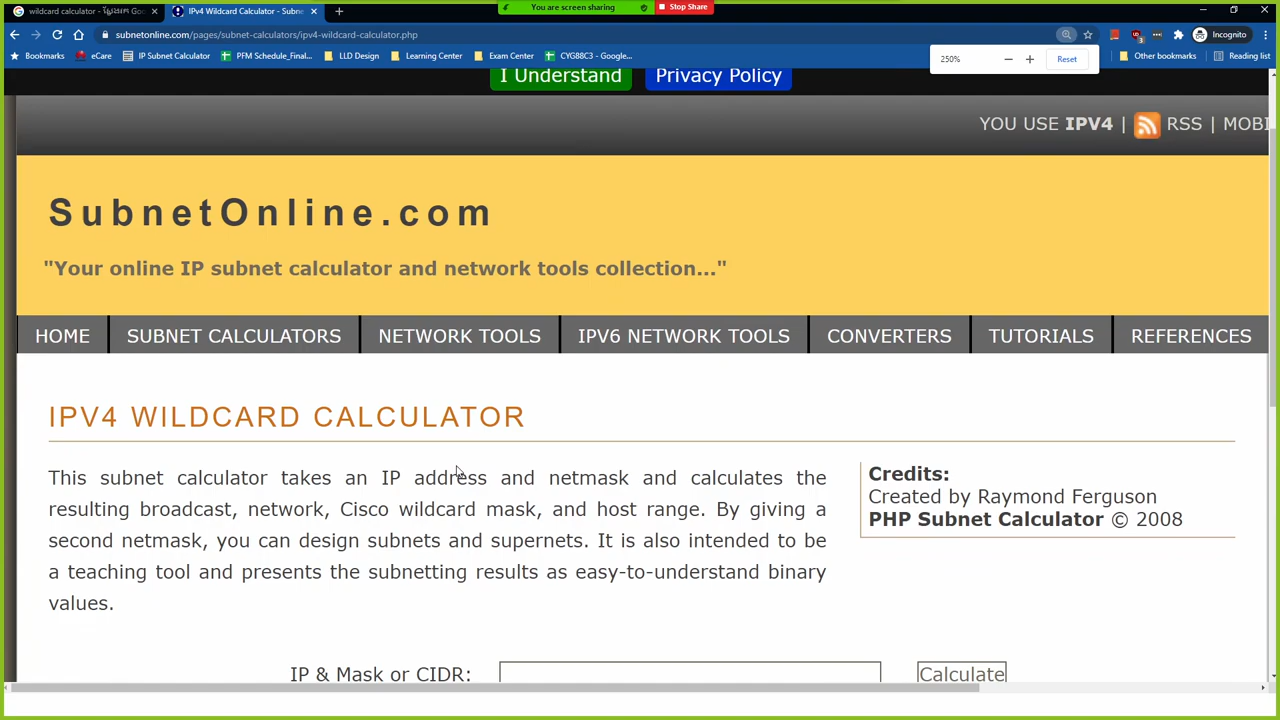 You are screen sharing
Stop Share
wildcard calculator - ស្វែងរក Goo
IPv4 Wildcard Calculator - Subne
subnetonline.com/pages/subnet-calculators/ipv4-wildcard-calculator.php
Incognito
Bookmarks
eCare
IP Subnet Calculator
PFM Schedule_Final...
LLD Design
Learning Center
Exam Center
CYG88C3 - Google...
250%
Reset
Other bookmarks
Reading list
I Understand
Privacy Policy
YOU USE IPV4 | RSS | MOBI
SubnetOnline.com
"Your online IP subnet calculator and network tools collection..."
HOME
SUBNET CALCULATORS
NETWORK TOOLS
IPV6 NETWORK TOOLS
CONVERTERS
TUTORIALS
REFERENCES
IPV4 WILDCARD CALCULATOR
This subnet calculator takes an IP address and netmask and calculates the
resulting broadcast, network, Cisco wildcard mask, and host range. By giving a
second netmask, you can design subnets and supernets. It is also intended to be
a teaching tool and presents the subnetting results as easy-to-understand binary
values.
Credits:
Created by Raymond Ferguson
PHP Subnet Calculator © 2008
IP & Mask or CIDR:
Calculate